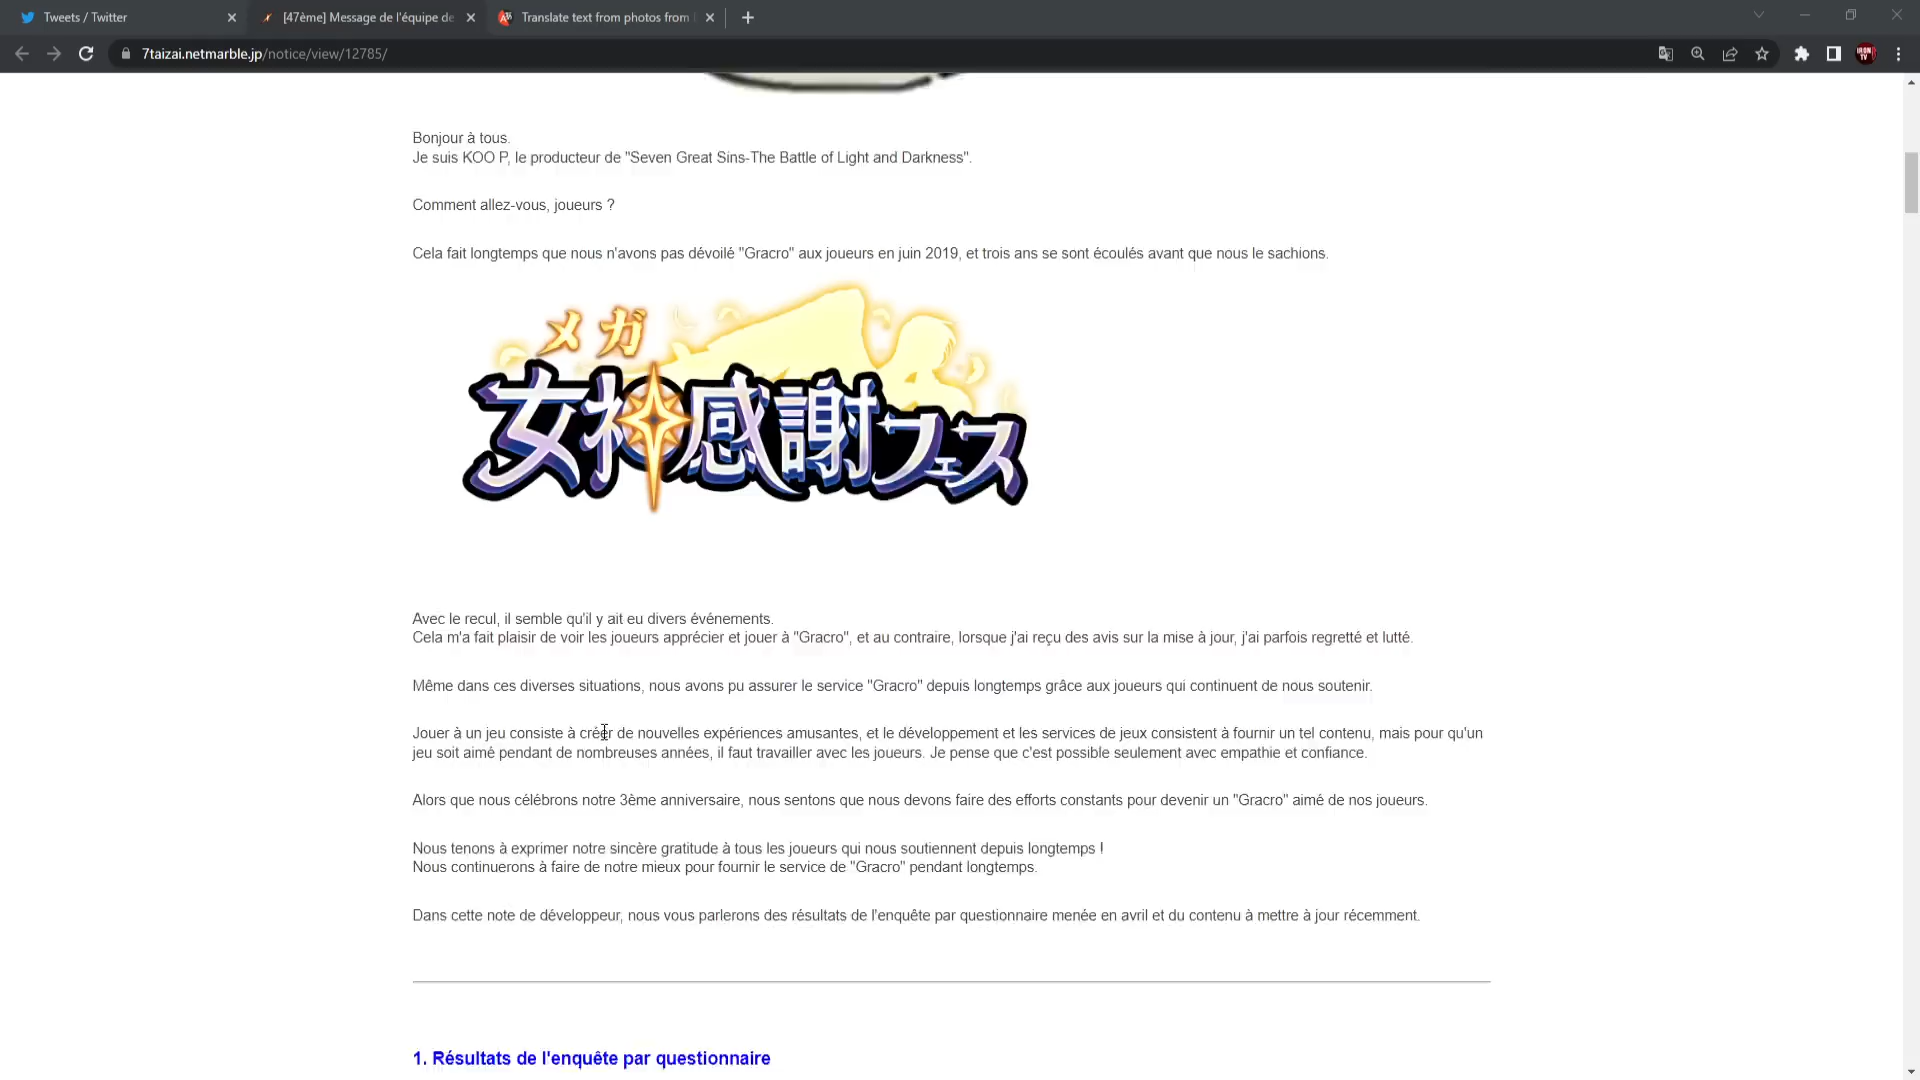 Tweets / Twitter
[47ème] Message de l'équipe de
Translate text from photos from
7taizai.netmarble.jp/notice/view/12785/
IRON TV
Bonjour à tous.
Je suis KOO P, le producteur de "Seven Great Sins-The Battle of Light and Darkness".
Comment allez-vous, joueurs ?
Cela fait longtemps que nous n'avons pas dévoilé "Gracro" aux joueurs en juin 2019, et trois ans se sont écoulés avant que nous le sachions.
メガ
女神感謝フェス
Avec le recul, il semble qu'il y ait eu divers événements.
Cela m'a fait plaisir de voir les joueurs apprécier et jouer à "Gracro", et au contraire, lorsque j'ai reçu des avis sur la mise à jour, j'ai parfois regretté et lutté.
Même dans ces diverses situations, nous avons pu assurer le service "Gracro" depuis longtemps grâce aux joueurs qui continuent de nous soutenir.
Jouer à un jeu consiste à créer de nouvelles expériences amusantes, et le développement et les services de jeux consistent à fournir un tel contenu, mais pour qu'un
jeu soit aimé pendant de nombreuses années, il faut travailler avec les joueurs. Je pense que c'est possible seulement avec empathie et confiance.
Alors que nous célébrons notre 3ème anniversaire, nous sentons que nous devons faire des efforts constants pour devenir un "Gracro" aimé de nos joueurs.
Nous tenons à exprimer notre sincère gratitude à tous les joueurs qui nous soutiennent depuis longtemps !
Nous continuerons à faire de notre mieux pour fournir le service de "Gracro" pendant longtemps.
Dans cette note de développeur, nous vous parlerons des résultats de l'enquête par questionnaire menée en avril et du contenu à mettre à jour récemment.
1. Résultats de l'enquête par questionnaire